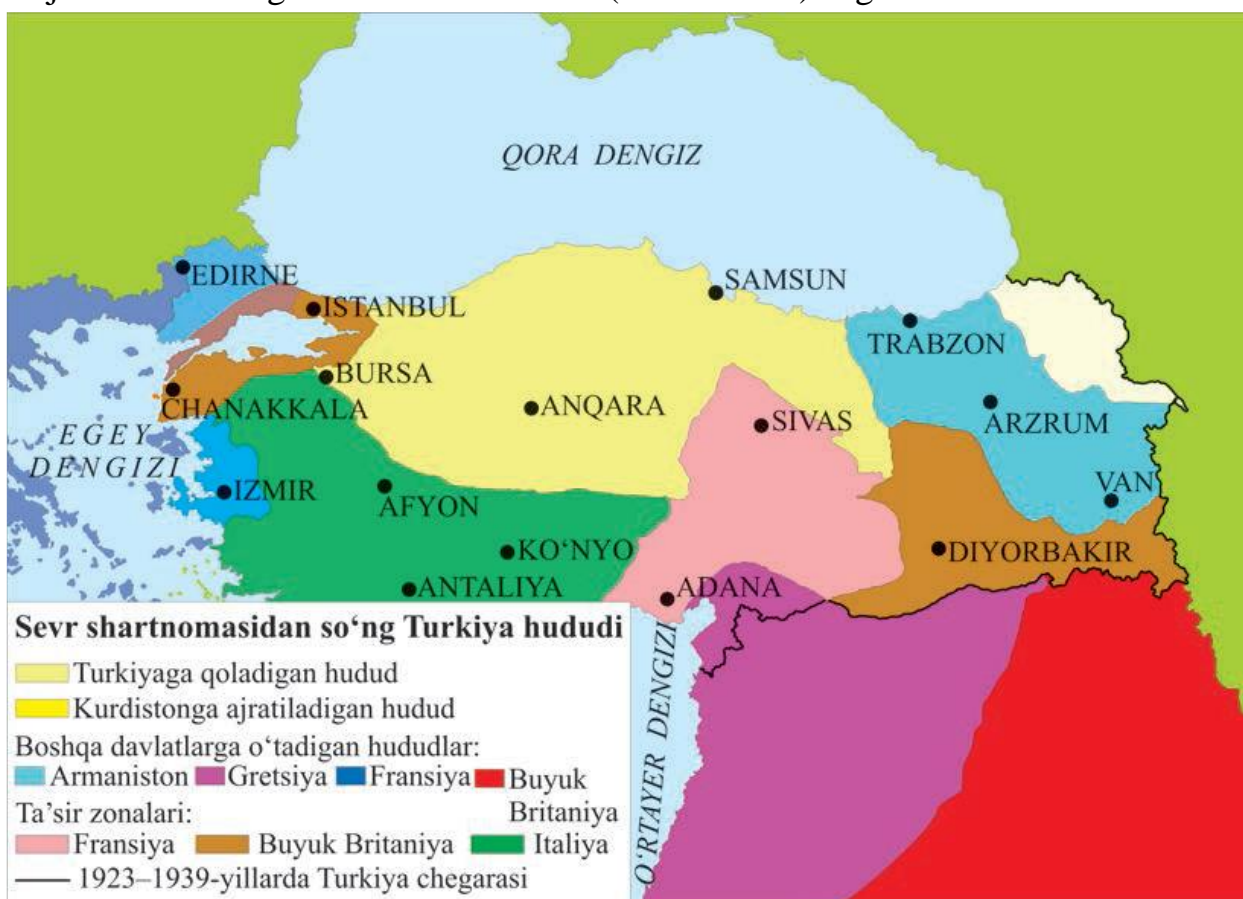 QORA DENGIZ
EDIRNE
ISTANBUL
SAMSUN
TRABZON
BURSA
CHANAKKALA
ANQARA
SIVAS
ARZRUM
EGEY
DENGIZI
IZMIR
AFYON
VAN
KO‘NYO
DIYORBAKIR
ANTALIYA
ADANA
O‘RTAYER DENGIZI
Sevr shartnomasidan so‘ng Turkiya hududi
Turkiyaga qoladigan hudud
Kurdistonga ajratiladigan hudud
Boshqa davlatlarga o‘tadigan hududlar:
Armaniston Gretsiya Fransiya Buyuk
Britaniya
Ta’sir zonalari:
Fransiya Buyuk Britaniya Italiya
1923–1939-yillarda Turkiya chegarasi